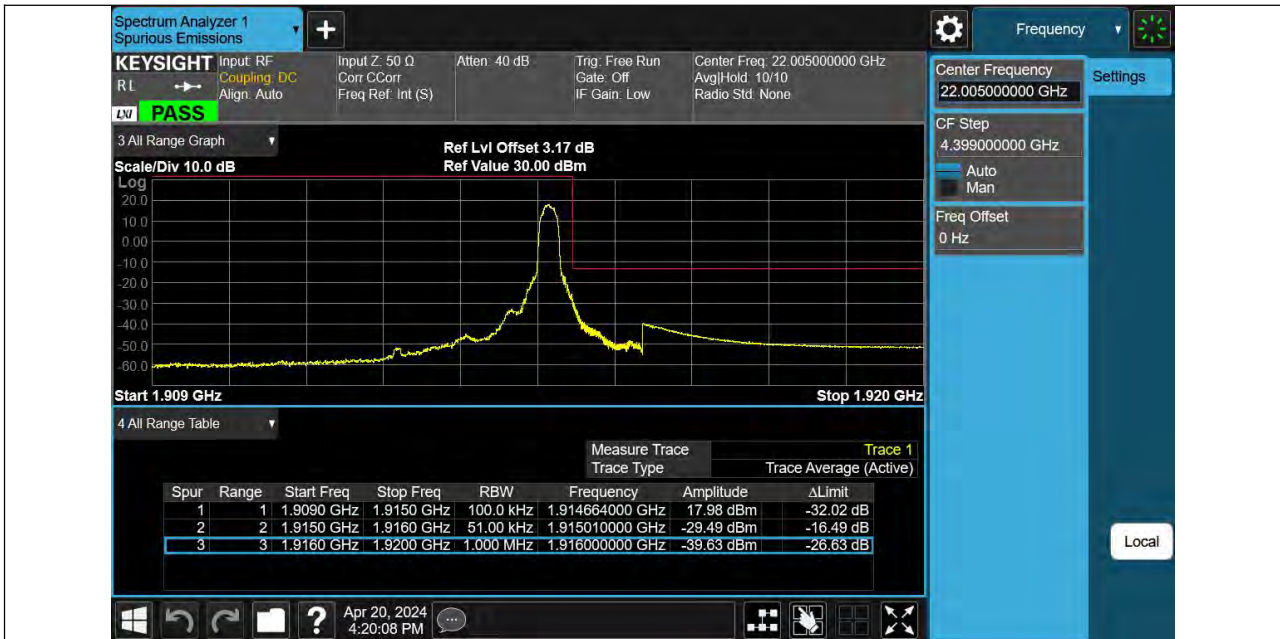 Spectrum Analyzer 1
Spurious Emissions
Frequency
KEYSIGHT
RL
LXI
PASS
Input: RF
Coupling: DC
Align: Auto
Input Z: 50 Ω
Corr CCorr
Freq Ref: Int (S)
Atten: 40 dB
Trig: Free Run
Gate: Off
IF Gain: Low
Center Freq: 22.005000000 GHz
Avg|Hold: 10/10
Radio Std: None
Center Frequency
22.005000000 GHz
Settings
CF Step
4.399000000 GHz
Auto
Man
Freq Offset
0 Hz
3 All Range Graph
Ref Lvl Offset 3.17 dB
Scale/Div 10.0 dB
Ref Value 30.00 dBm
Log
20.0
10.0
0.00
-10.0
-20.0
-30.0
-40.0
-50.0
-60.0
Start 1.909 GHz
Stop 1.920 GHz
4 All Range Table
Measure Trace Trace 1
Trace Type Trace Average (Active)
Spur Range Start Freq Stop Freq RBW Frequency Amplitude ΔLimit
1 1 1.9090 GHz 1.9150 GHz 100.0 kHz 1.914664000 GHz 17.98 dBm -32.02 dB
2 2 1.9150 GHz 1.9160 GHz 51.00 kHz 1.915010000 GHz -29.49 dBm -16.49 dB
3 3 1.9160 GHz 1.9200 GHz 1.000 MHz 1.916000000 GHz -39.63 dBm -26.63 dB
Local
Apr 20, 2024
4:20:08 PM